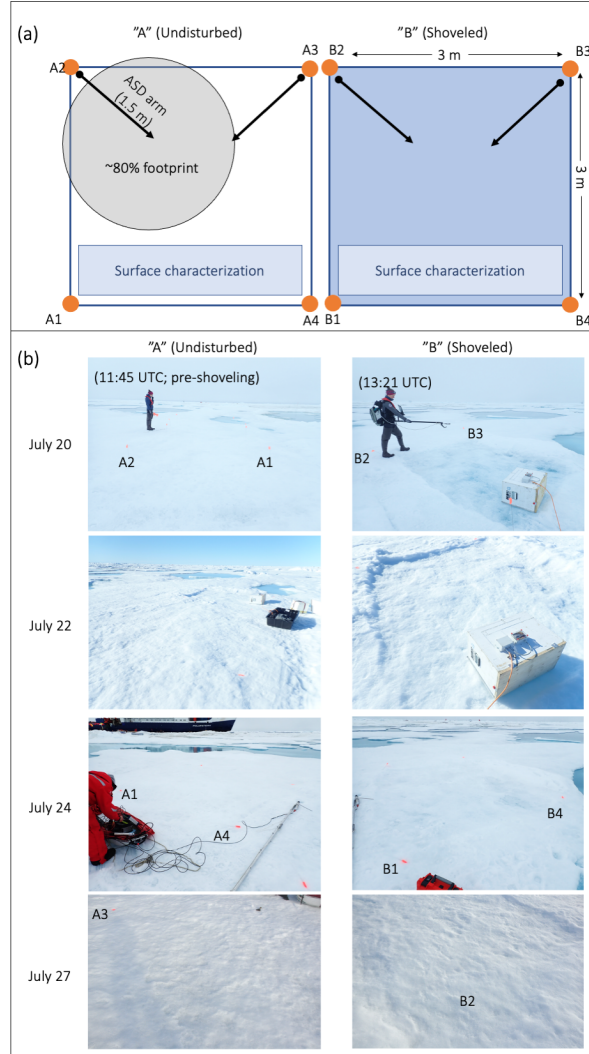 (a)
"A" (Undisturbed)
"B" (Shoveled)
A2
A3
B2
B3
3 m
ASD arm
(1.5 m)
~80% footprint
3 m
Surface characterization
Surface characterization
A1
A4
B1
B4
(b)
"A" (Undisturbed)
"B" (Shoveled)
July 20
(11:45 UTC; pre-shoveling)
A2
A1
(13:21 UTC)
B3
B2
July 22
July 24
A1
A4
B4
B1
July 27
A3
B2